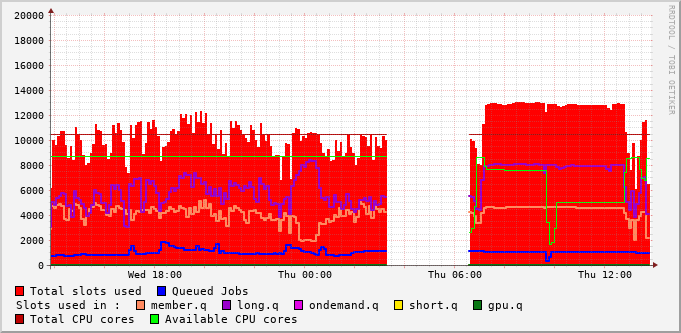 20000
18000
16000
14000
12000
10000
8000
6000
4000
2000
0
Wed 18:00 Thu 00:00 Thu 06:00 Thu 12:00
Total slots used Queued Jobs
Slots used in : member.q long.q ondemand.q short.q gpu.q
Total CPU cores Available CPU cores
RRDTOOL / TOBI OETIKER